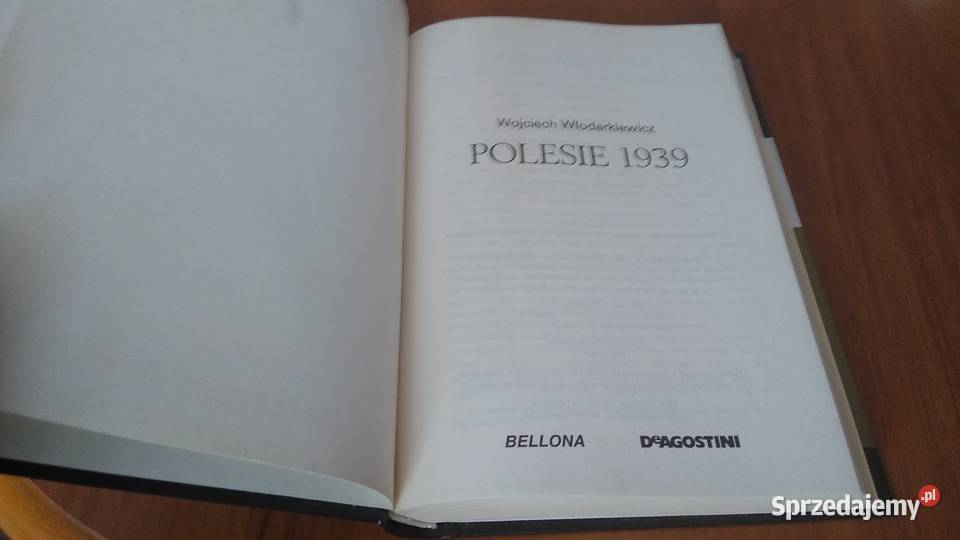 Wojciech Włodarkiewicz
POLESIE 1939
BELLONA
DeAGOSTINI
Sprzedajemy.pl